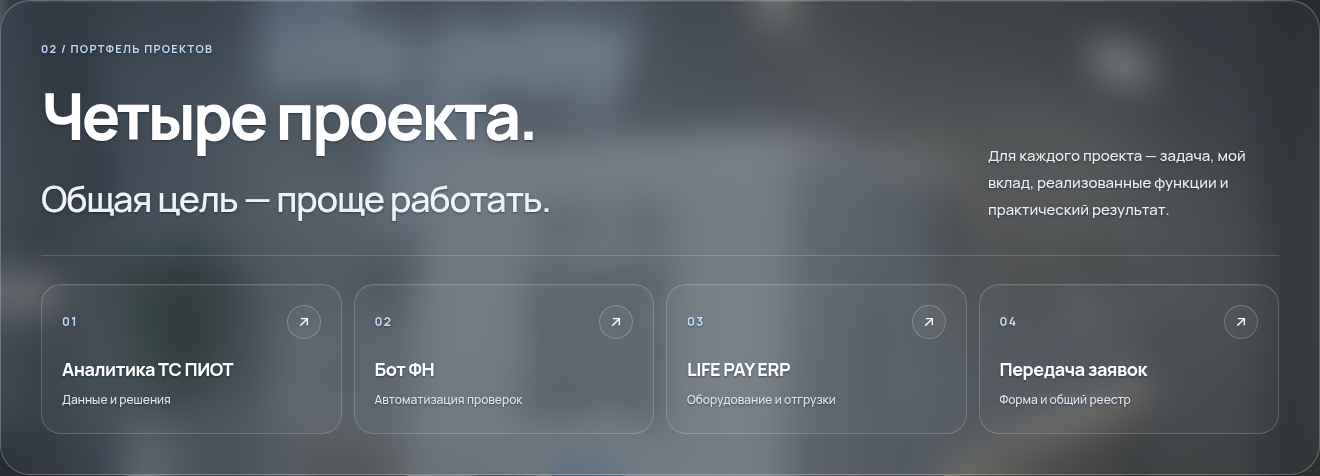 02 / ПОРТФЕЛЬ ПРОЕКТОВ
Четыре проекта.
Общая цель — проще работать.
Для каждого проекта — задача, мой
вклад, реализованные функции и
практический результат.
01
Аналитика ТС ПИОТ
Данные и решения
02
Бот ФН
Автоматизация проверок
03
LIFE PAY ERP
Оборудование и отгрузки
04
Передача заявок
Форма и общий реестр